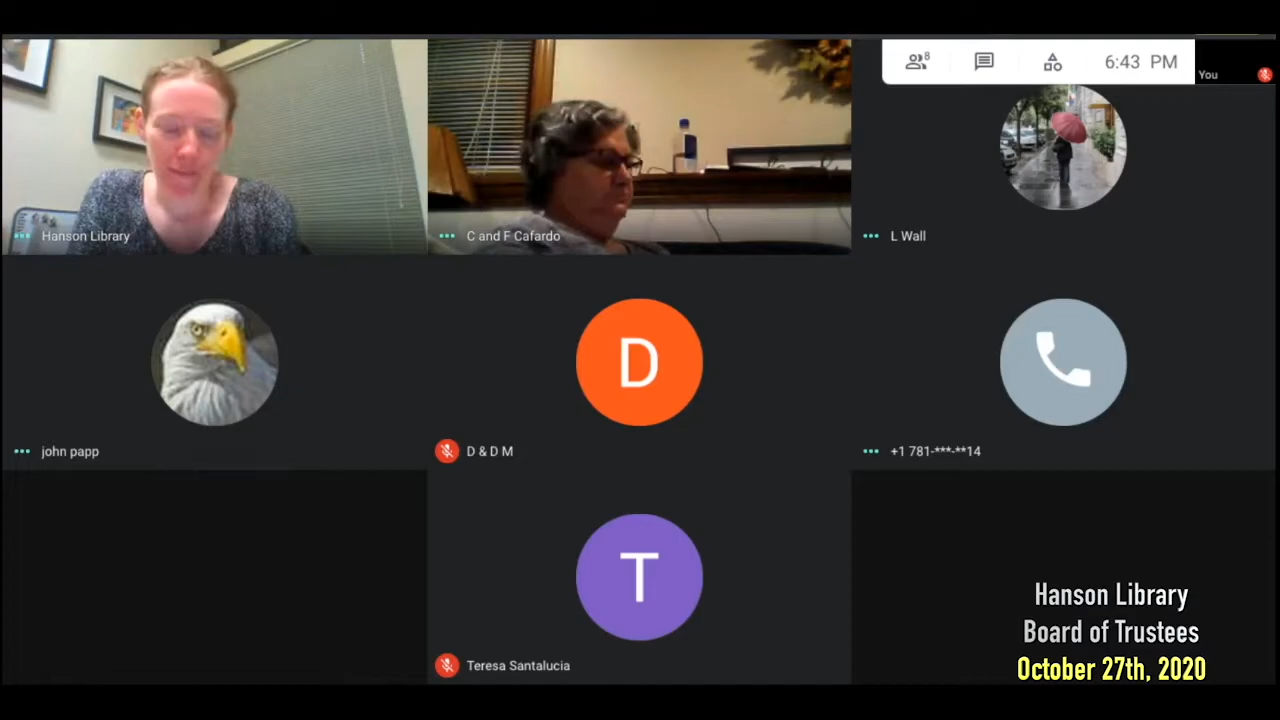 8
6:43 PM
You
Hanson Library
C and F Cafardo
L Wall
john papp
D
D & D M
+1 781-***-**14
T
Teresa Santalucia
Hanson Library
Board of Trustees
October 27th, 2020